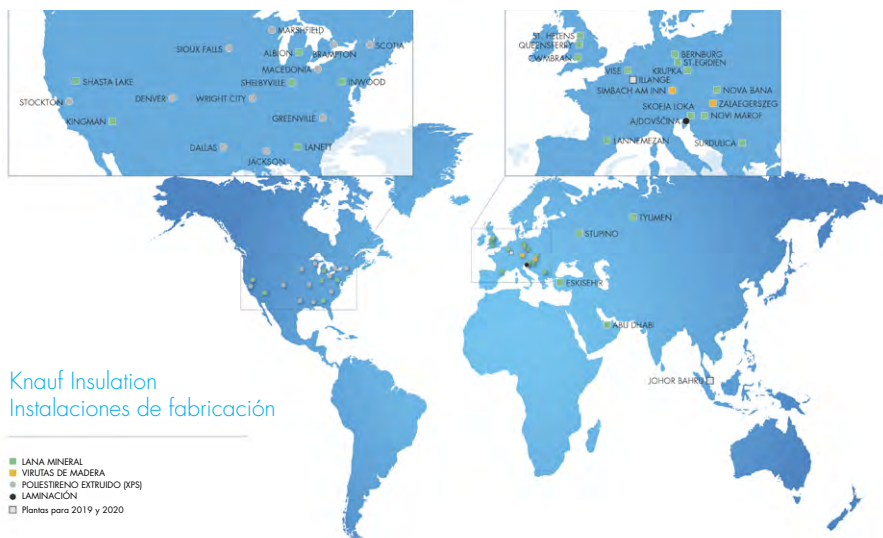 MARSHFIELD
SIOUX FALLS
ALBION
BRAMPTON
SCOTIA
MACEDONIA
SHASTA LAKE
SHELBYVILLE
INWOOD
STOCKTON
DENVER
WRIGHT CITY
KINGMAN
GREENVILLE
DALLAS
JACKSON
LANETT
ST. HELENS
QUEENSFERRY
CWMBRAN
BERNBURG
ST.EGIDIEN
VISE
KRUPKA
ILLANGE
SIMBACH AM INN
NOVA BANA
SKOFJA LOKA
ZALAEGERSZEG
AJDOVŠČINA
NOVI MAROF
LANNEMEZAN
SURDULICA
TYUMEN
STUPINO
ESKISEHIR
ABU DHABI
JOHOR BAHRU
Knauf Insulation
Instalaciones de fabricación
LANA MINERAL
VIRUTAS DE MADERA
POLIESTIRENO EXTRUIDO (XPS)
LAMINACIÓN
Plantas para 2019 y 2020